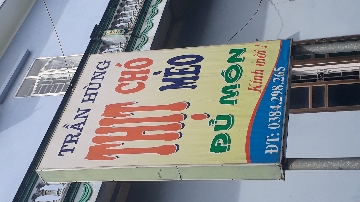 TRẦN HÙNG
THỊT CHÓ
MÈO
ĐỦ MÓN
Kính mời!
ĐT: 0384.298.265